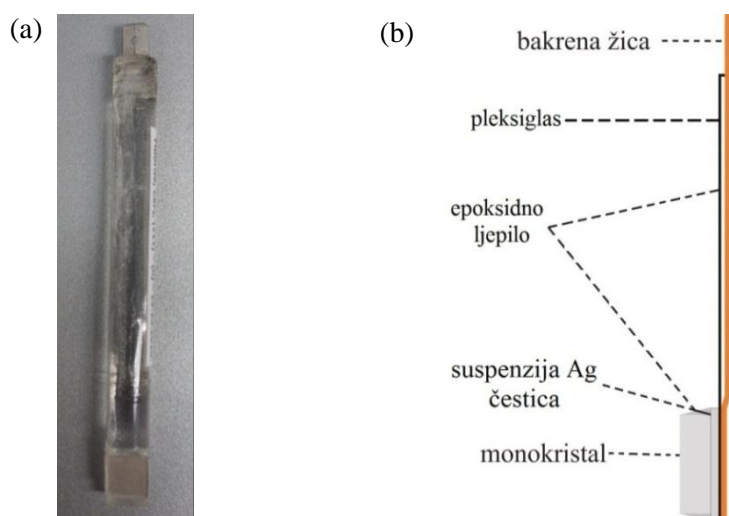 (a)
(b)
bakrena žica
pleksiglas
epoksidno
ljepilo
suspenzija Ag
čestica
monokristal